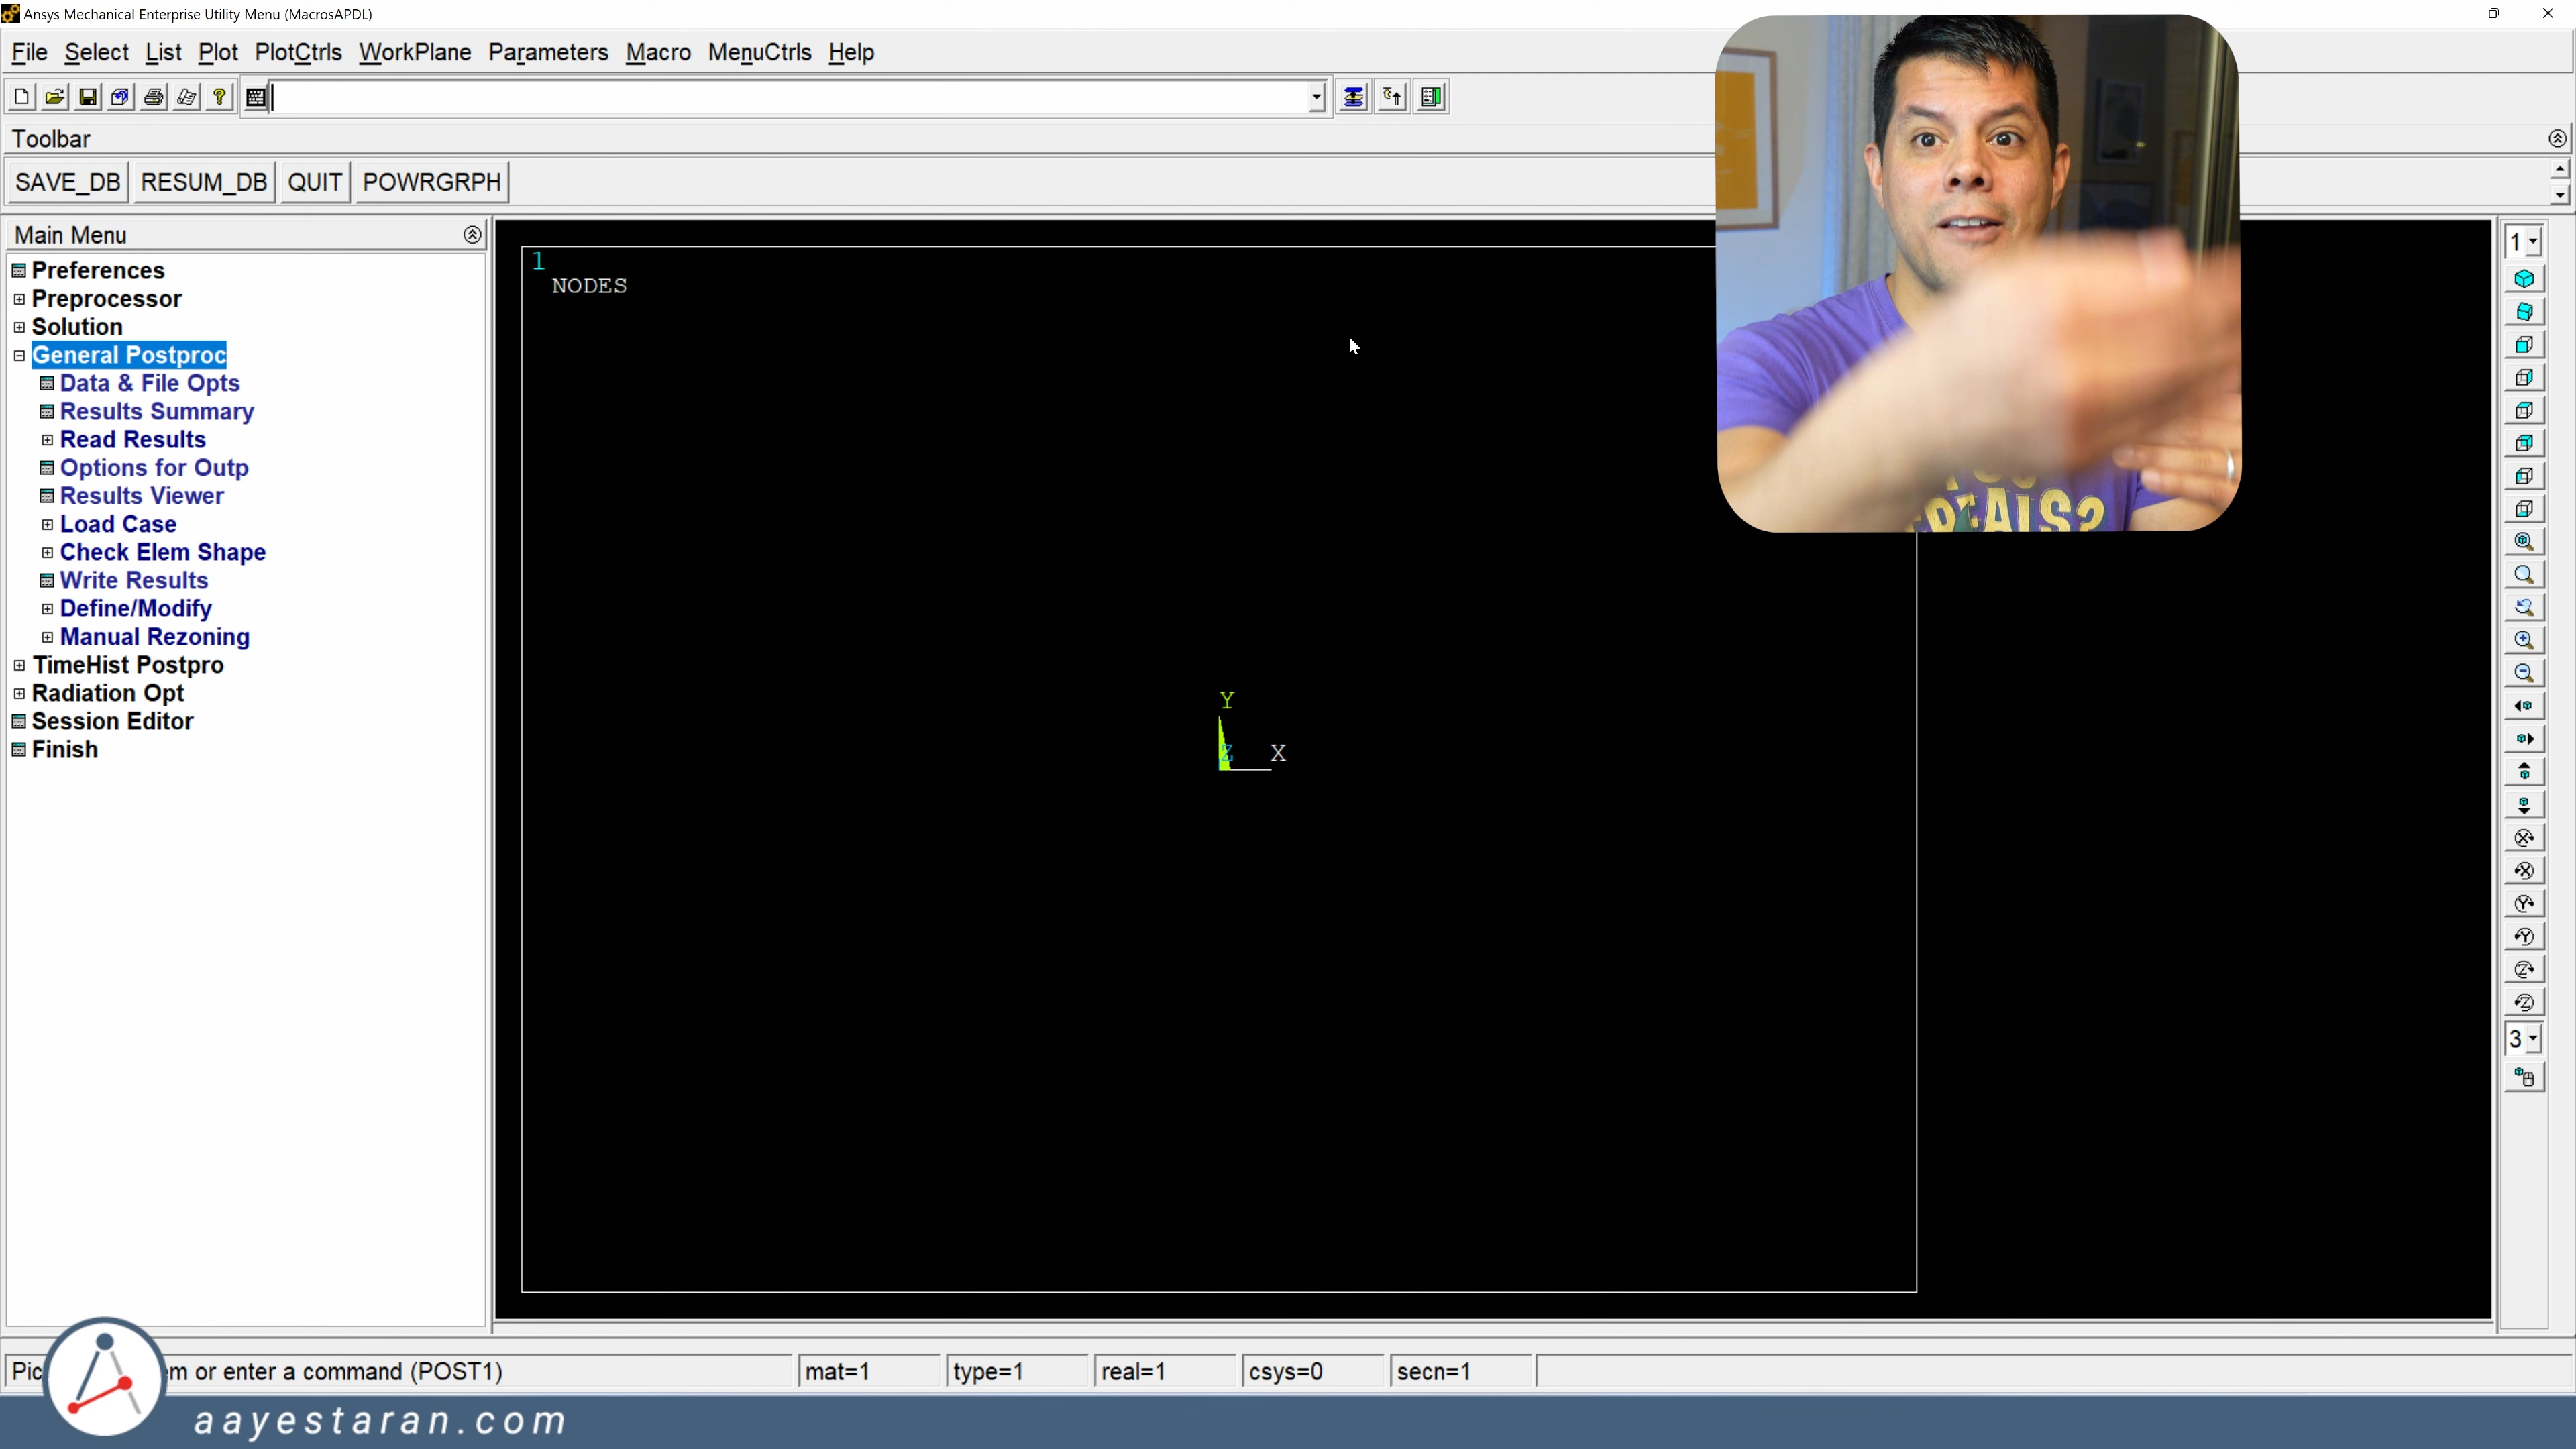 Ansys Mechanical Enterprise Utility Menu (MacrosAPDL)
File Select List Plot PlotCtrls WorkPlane Parameters Macro MenuCtrls Help
Toolbar
SAVE_DB RESUM_DB QUIT POWRGRPH
Main Menu
Preferences
Preprocessor
Solution
General Postproc
Data & File Opts
Results Summary
Read Results
Options for Outp
Results Viewer
Load Case
Check Elem Shape
Write Results
Define/Modify
Manual Rezoning
TimeHist Postpro
Radiation Opt
Session Editor
Finish
1
NODES
Y
Z X
1
3
or enter a command (POST1)
mat=1
type=1
real=1
csys=0
secn=1
aayestaran.com